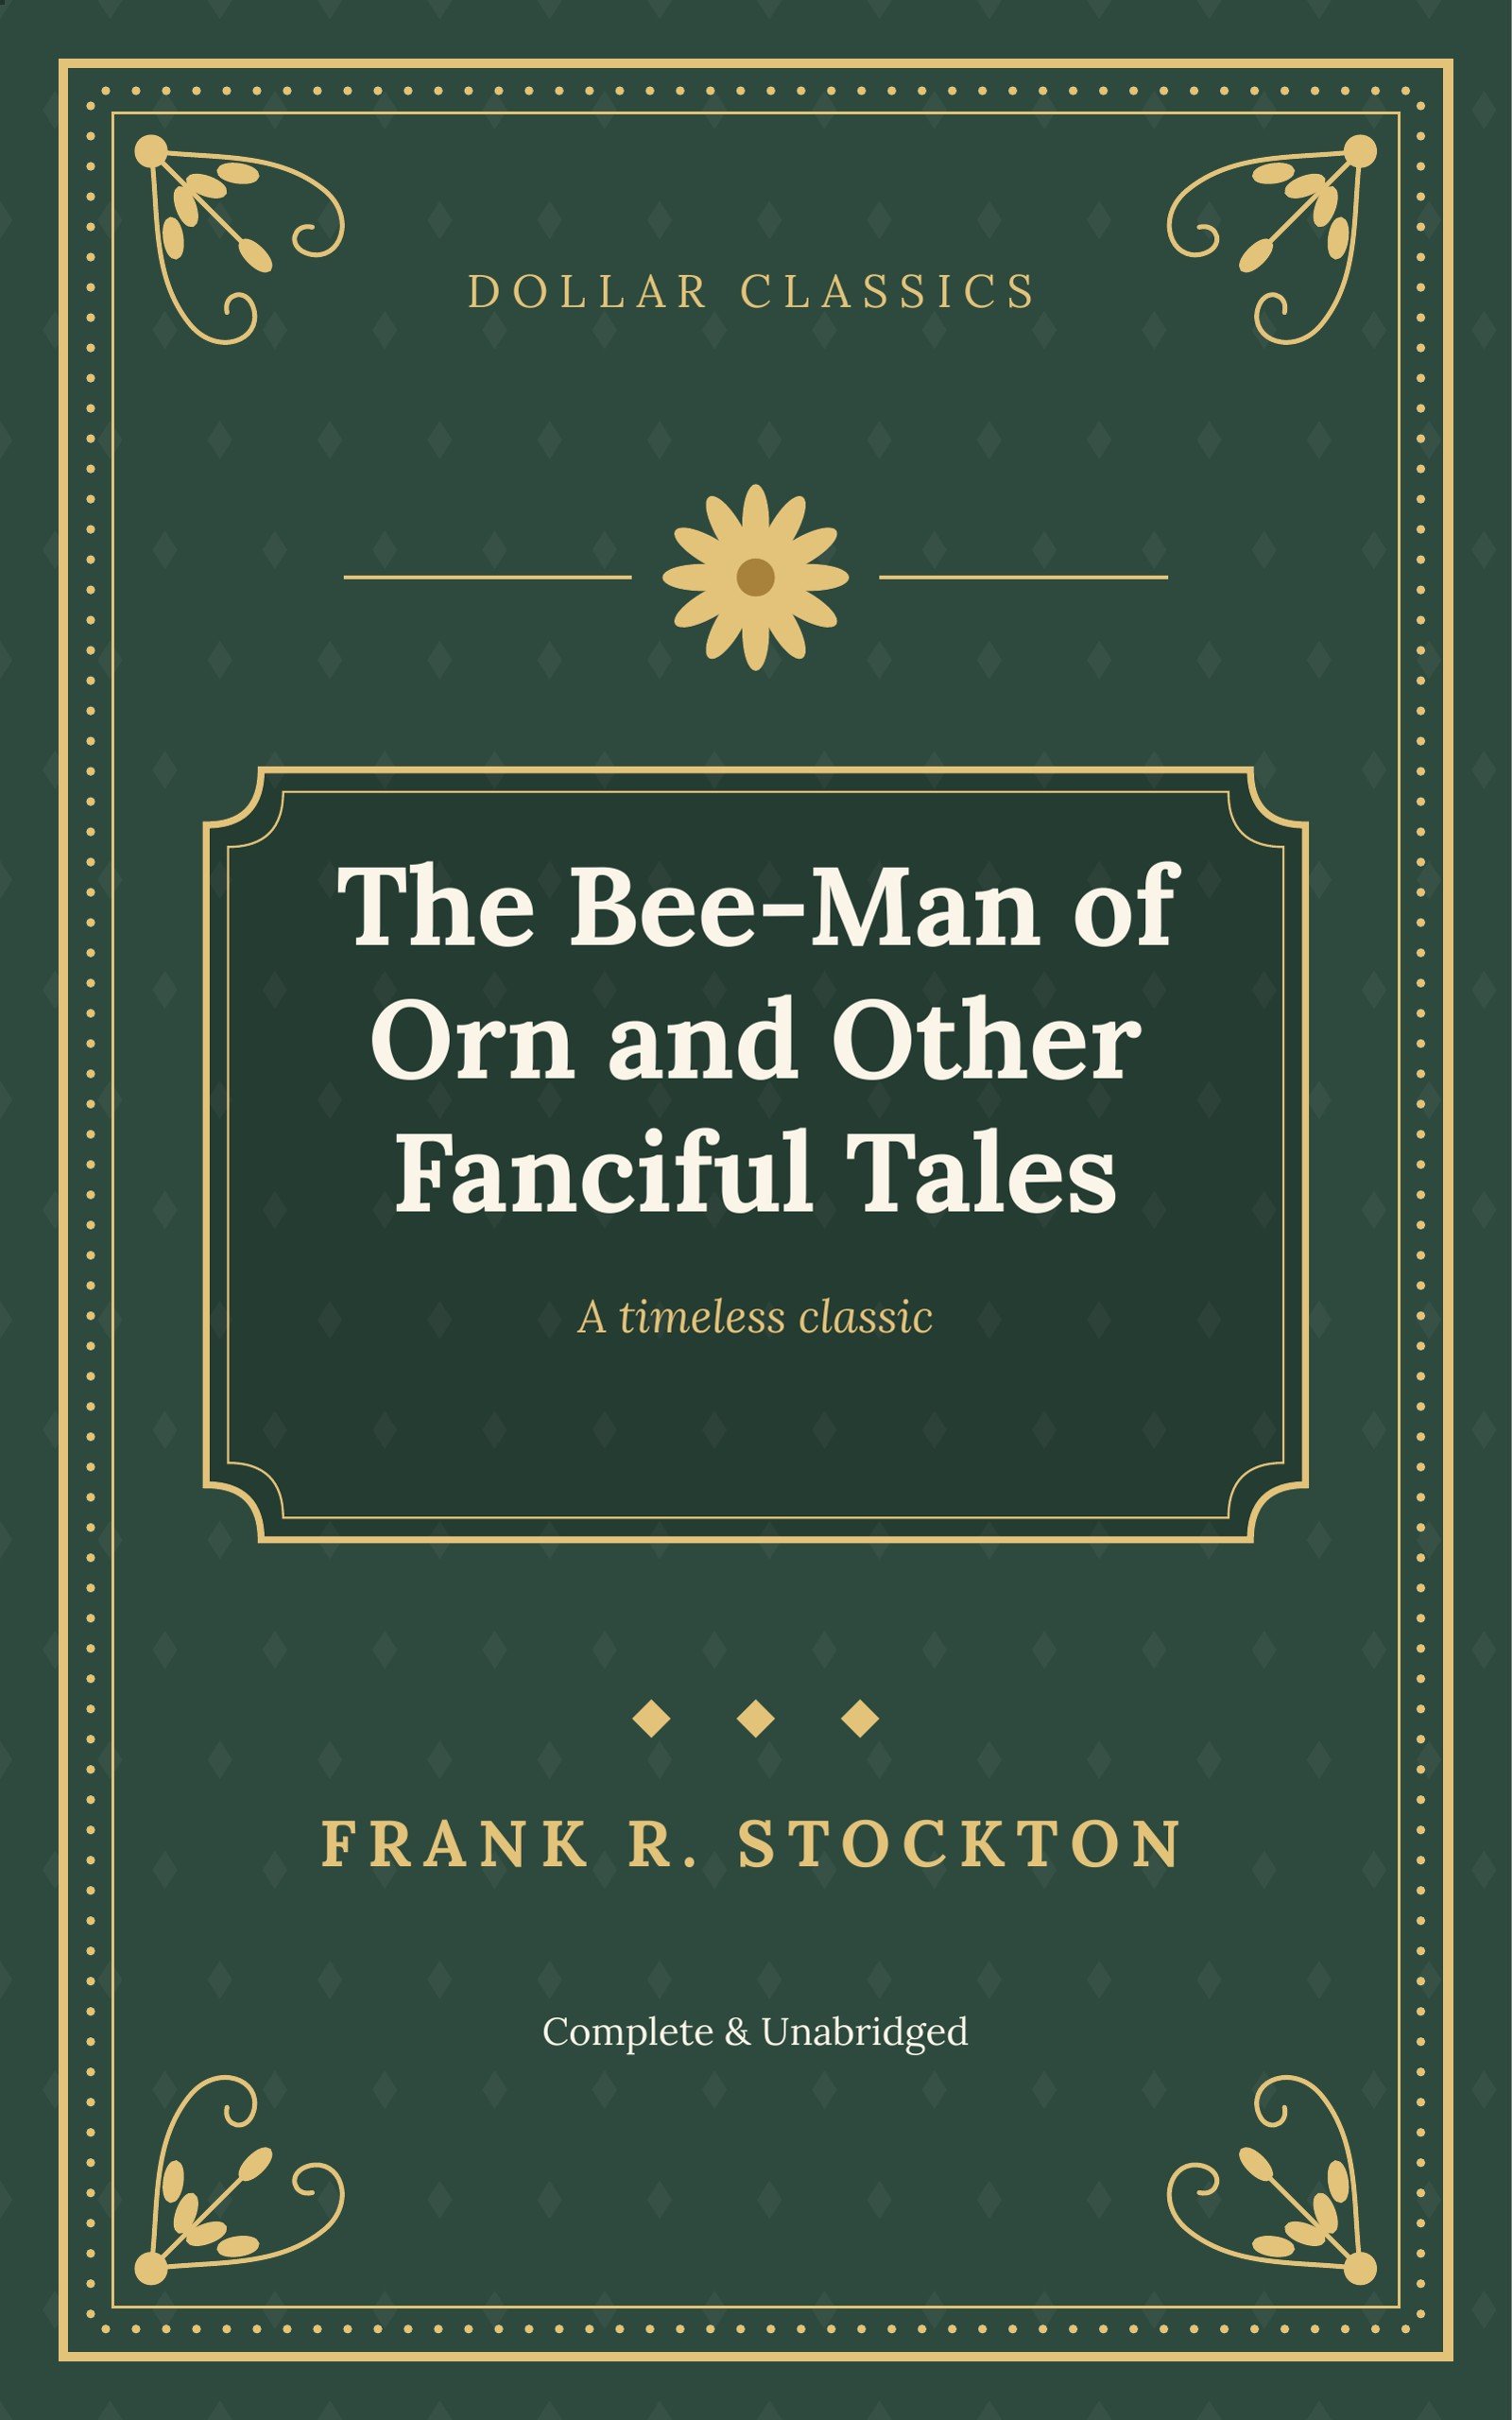 DOLLAR CLASSICS
The Bee-Man of
Orn and Other
Fanciful Tales
A timeless classic
FRANK R. STOCKTON
Complete & Unabridged